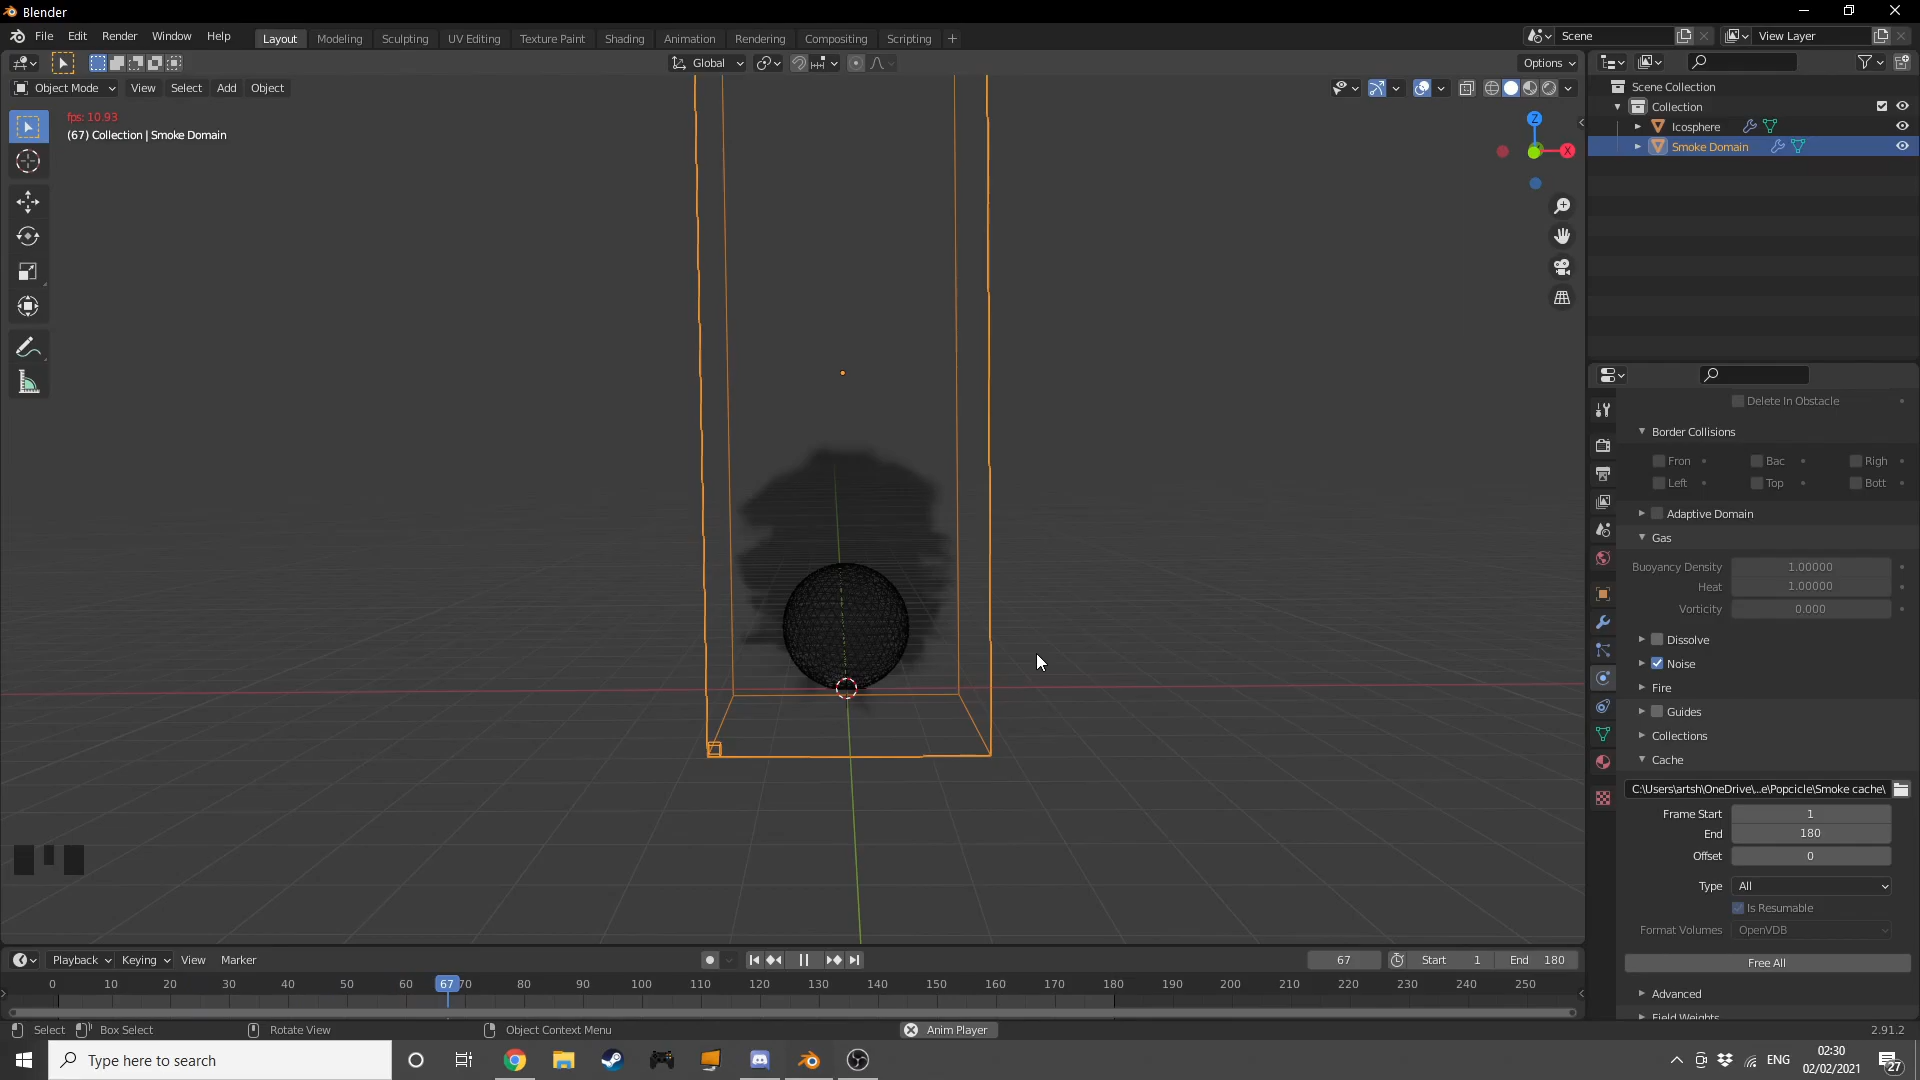 Blender
File Edit Render Window Help
Layout Modeling Sculpting UV Editing Texture Paint Shading Animation Rendering Compositing Scripting +
Scene View Layer
Global Options
Object Mode View Select Add Object
fps: 10.93
(67) Collection | Smoke Domain
Z
X
Scene Collection
Collection
Icosphere
Smoke Domain
Delete In Obstacle
Border Collisions
Fron Bac Righ
Left Top Bott
Adaptive Domain
Gas
Buoyancy Density 1.00000
Heat 1.00000
Vorticity 0.000
Dissolve
Noise
Fire
Guides
Collections
Cache
C:\Users\artsh\OneDrive\...e\Popcicle\Smoke cache\
Frame Start 1
End 180
Offset 0
Type All
Is Resumable
Format Volumes OpenVDB
Free All
Advanced
Field Weights
Playback Keying View Marker 67 Start 1 End 180
0 10 20 30 40 50 60 67 70 80 90 100 110 120 130 140 150 160 170 180 190 200 210 220 230 240 250
Select Box Select Rotate View Object Context Menu Anim Player 2.91.2
Type here to search
ENG
02:30
02/02/2021
27